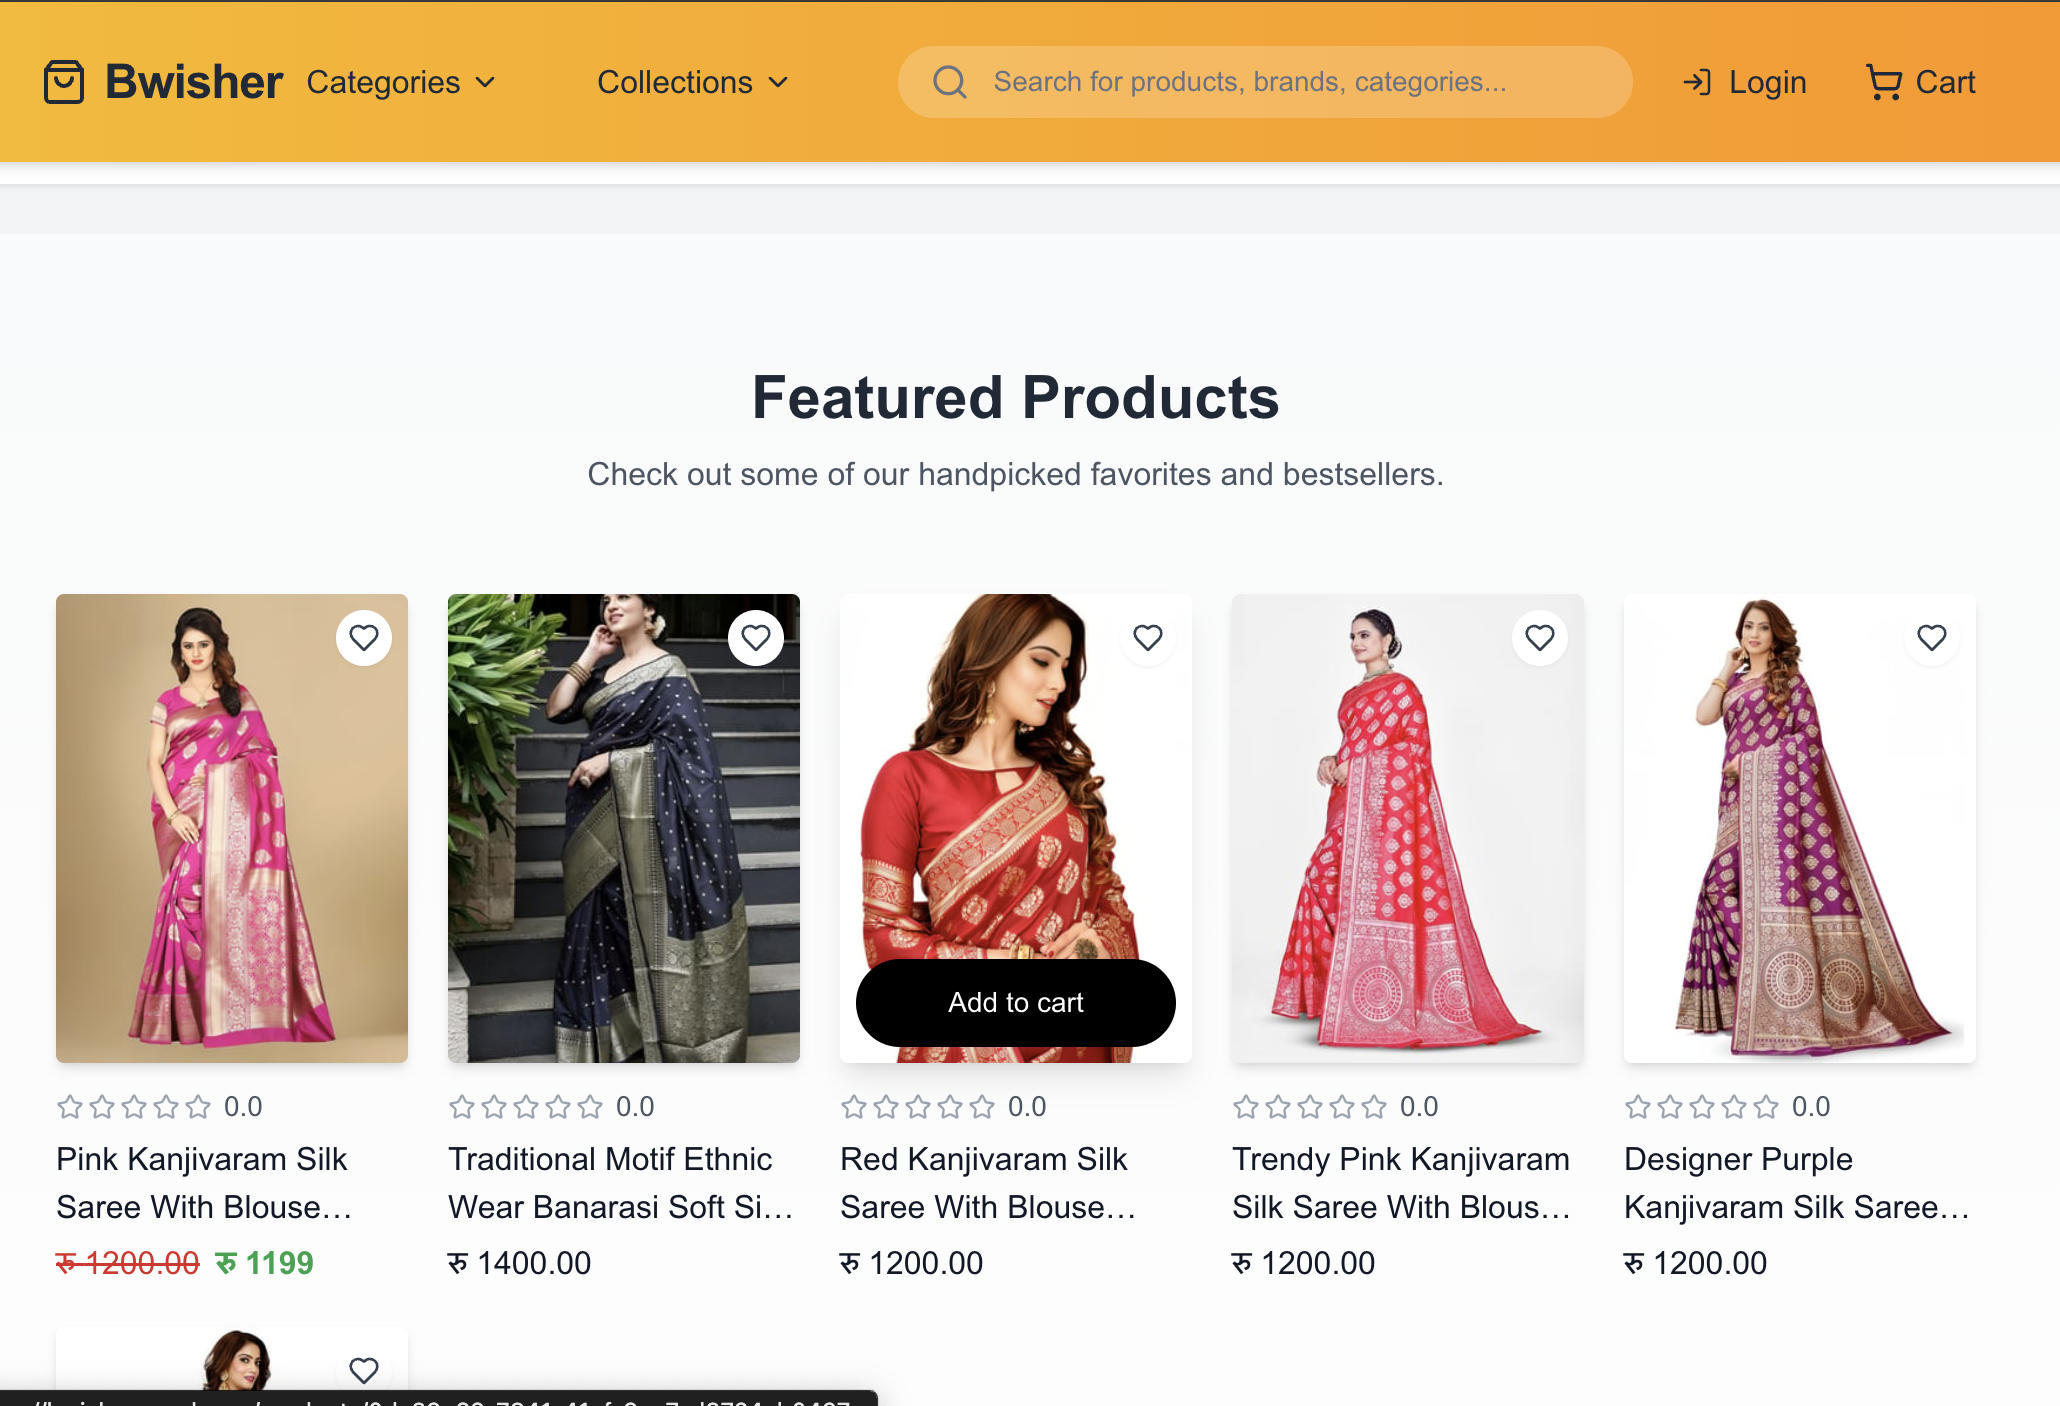 Bwisher
Categories
Collections
Search for products, brands, categories...
Login
Cart
Featured Products
Check out some of our handpicked favorites and bestsellers.
Add to cart
0.0
0.0
0.0
0.0
0.0
Pink Kanjivaram Silk
Saree With Blouse…
रु 1200.00 रु 1199
Traditional Motif Ethnic
Wear Banarasi Soft Si…
रु 1400.00
Red Kanjivaram Silk
Saree With Blouse…
रु 1200.00
Trendy Pink Kanjivaram
Silk Saree With Blous…
रु 1200.00
Designer Purple
Kanjivaram Silk Saree…
रु 1200.00